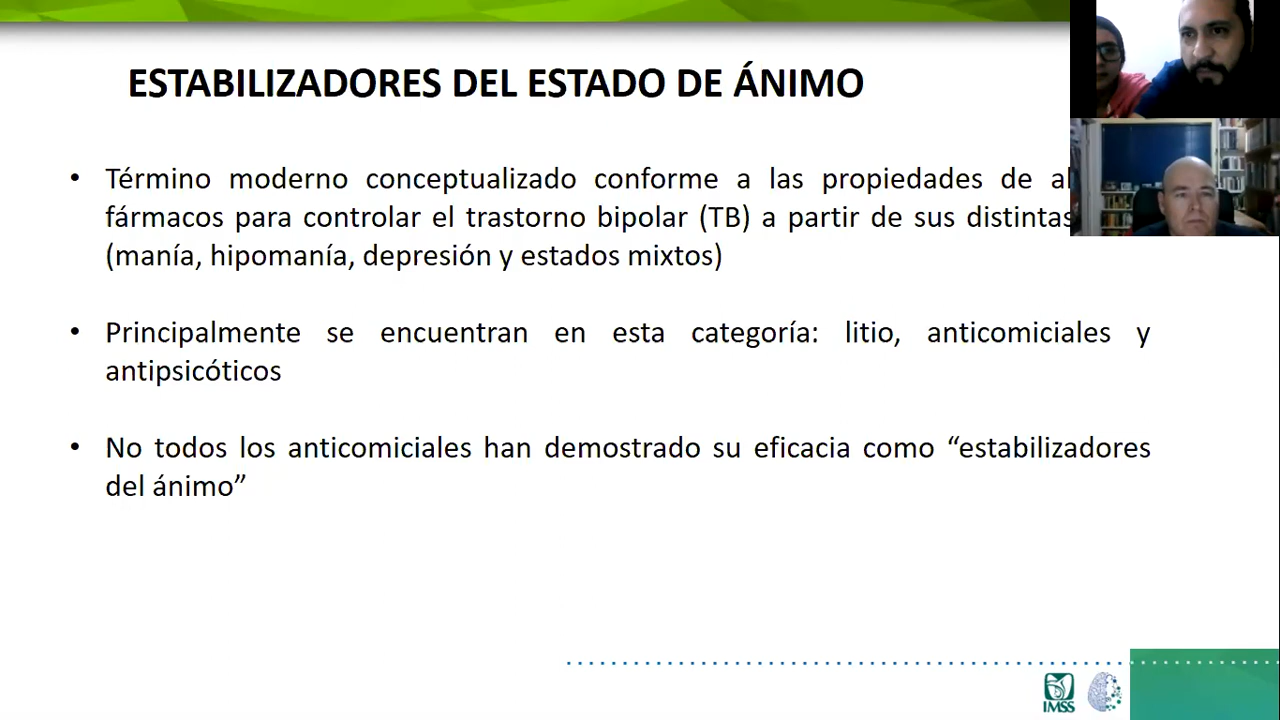 ESTABILIZADORES DEL ESTADO DE ÁNIMO
• Término moderno conceptualizado conforme a las propiedades de
fármacos para controlar el trastorno bipolar (TB) a partir de sus distintas
(manía, hipomanía, depresión y estados mixtos)
• Principalmente se encuentran en esta categoría: litio, anticomiciales y
antipsicóticos
• No todos los anticomiciales han demostrado su eficacia como “estabilizadores
del ánimo”
IMSS